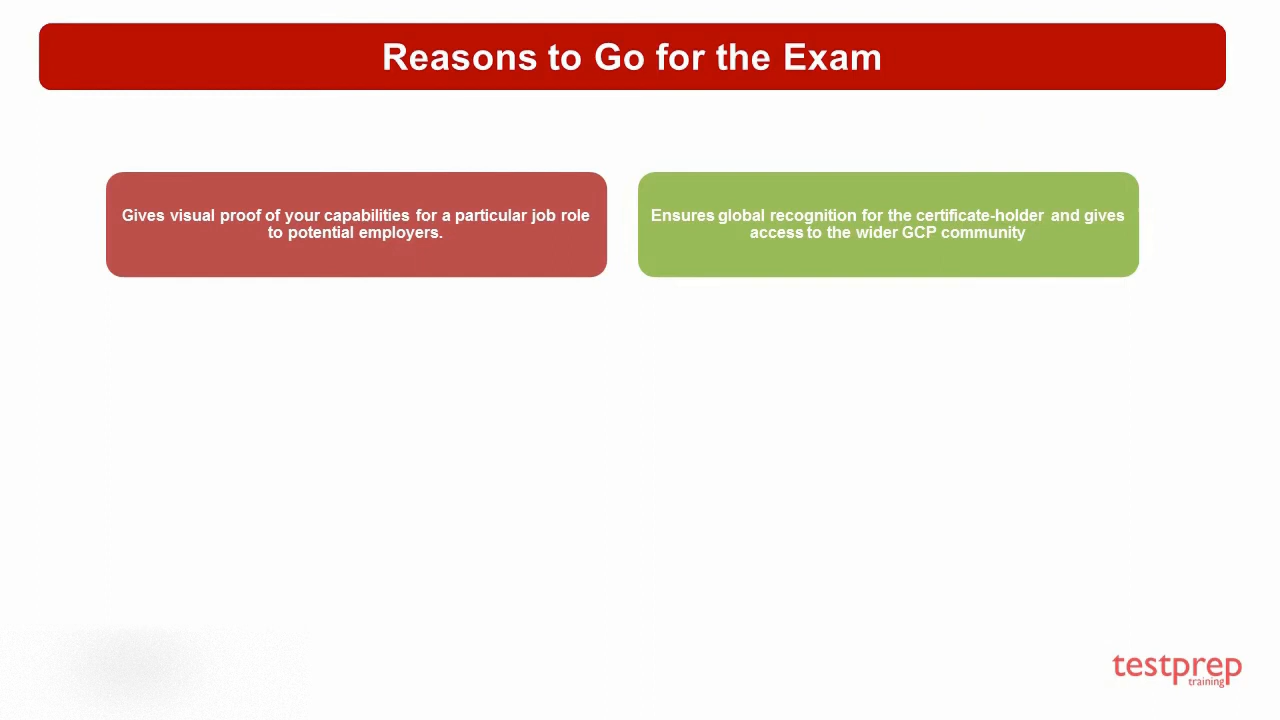 Reasons to Go for the Exam
Gives visual proof of your capabilities for a particular job role
to potential employers.
Ensures global recognition for the certificate-holder and gives
access to the wider GCP community
testprep
training